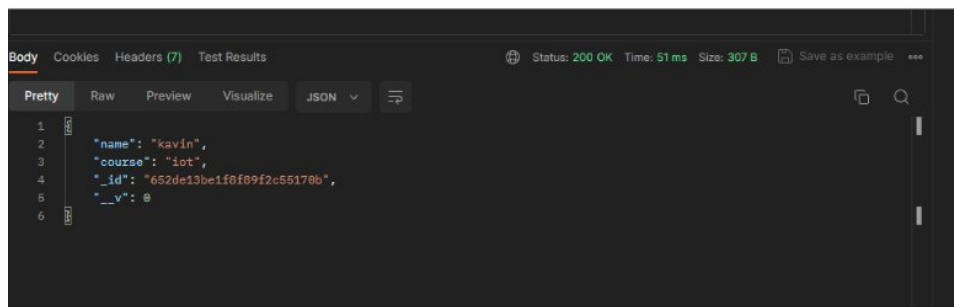 Body Cookies Headers (7) Test Results Status: 200 OK Time: 51 ms Size: 307 B Save as example
Pretty Raw Preview Visualize JSON
1 {
2 "name": "kavin",
3 "course": "iot",
4 "_id": "652de13be1f8f89f2c55170b",
5 "__v": 0
6 }